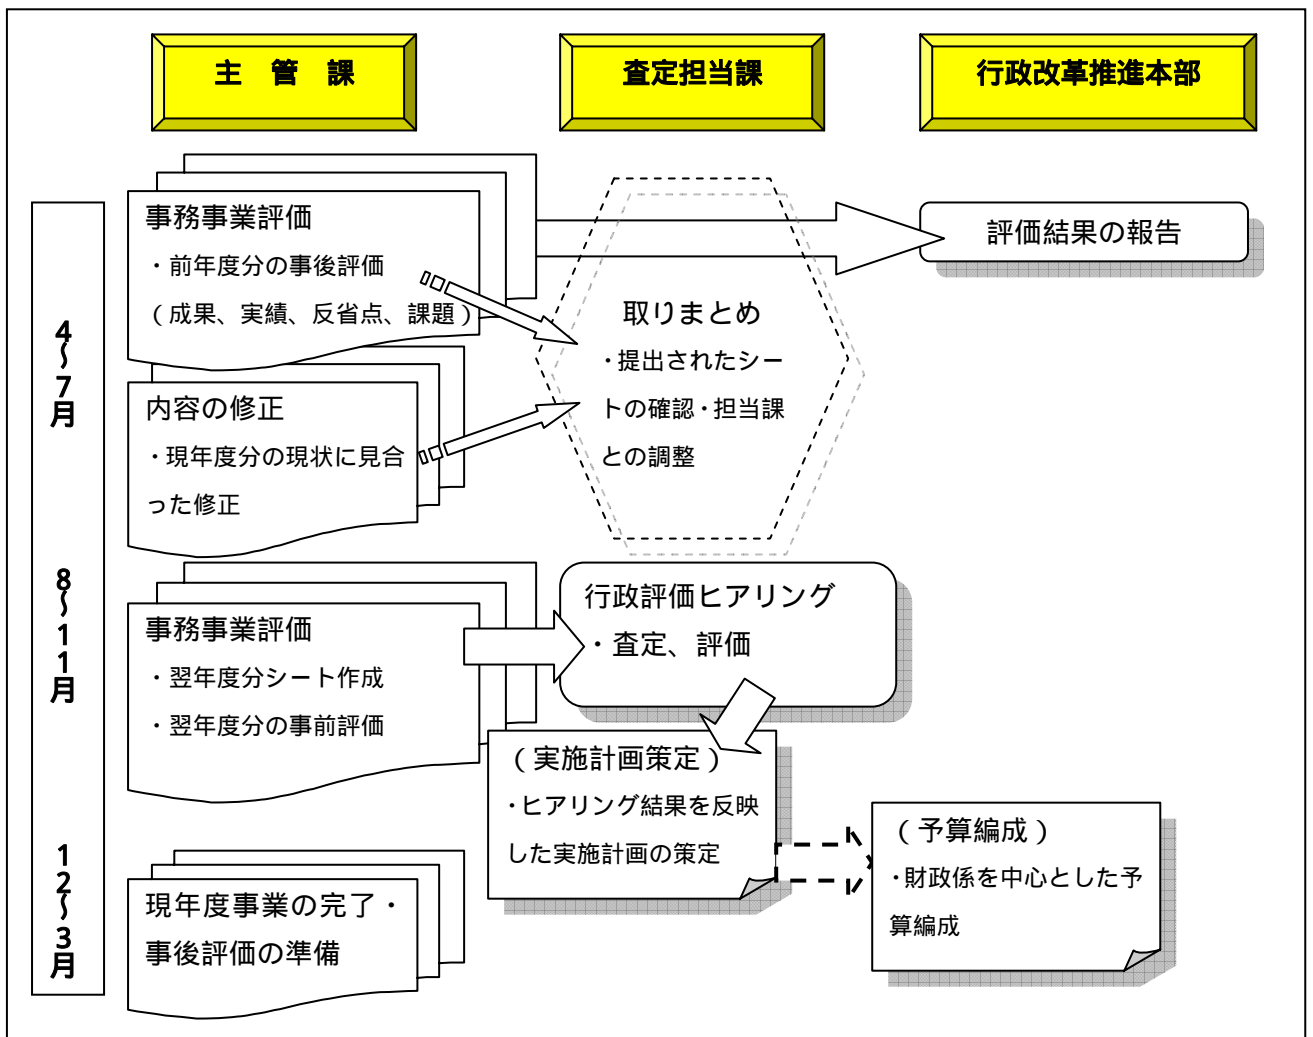 主　管　課
査定担当課
行政改革推進本部
4～7月
事務事業評価
・前年度分の事後評価
（成果、実績、反省点、課題）
内容の修正
・現年度分の現状に見合
った修正
取りまとめ
・提出されたシー
トの確認・担当課
との調整
評価結果の報告
8～11月
事務事業評価
・翌年度分シート作成
・翌年度分の事前評価
行政評価ヒアリング
・査定、評価
（実施計画策定）
・ヒアリング結果を反映
した実施計画の策定
12～3月
現年度事業の完了・
事後評価の準備
（予算編成）
・財政係を中心とした予
算編成